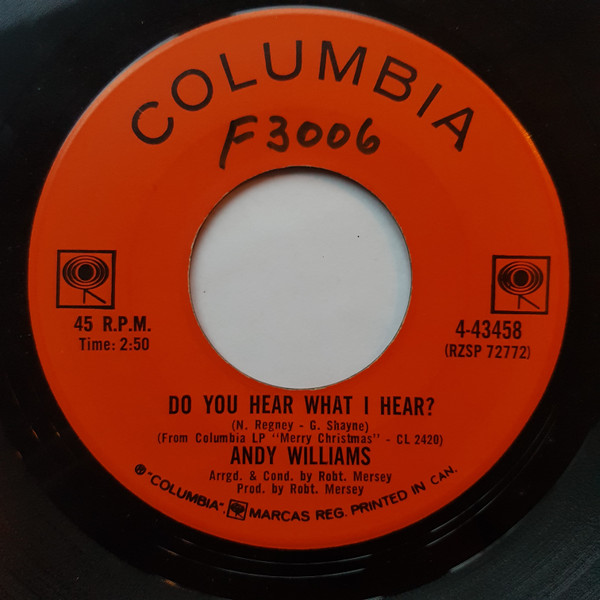 COLUMBIA
F3006
45 R.P.M.
Time: 2:50
4-43458
(RZSP 72772)
DO YOU HEAR WHAT I HEAR?
(N. Regney - G. Shayne)
(From Columbia LP "Merry Christmas" - CL 2420)
ANDY WILLIAMS
Arrgd. & Cond. by Robt. Mersey
Prod. by Robt. Mersey
® "COLUMBIA", MARCAS REG. PRINTED IN CAN.